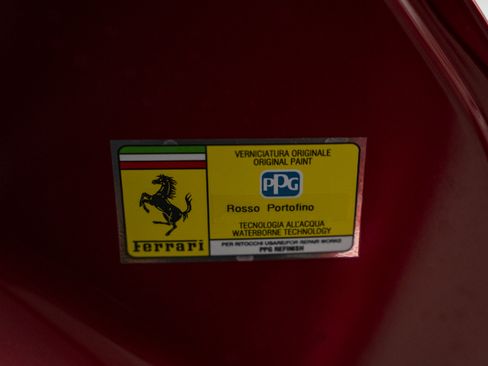 VERNICIATURA ORIGINALE
ORIGINAL PAINT
PPG
Rosso Portofino
TECNOLOGIA ALL'ACQUA
WATERBORNE TECHNOLOGY
Ferrari
PER RITOCCHI USARE/FOR REPAIR WORKS
PPG REFINISH